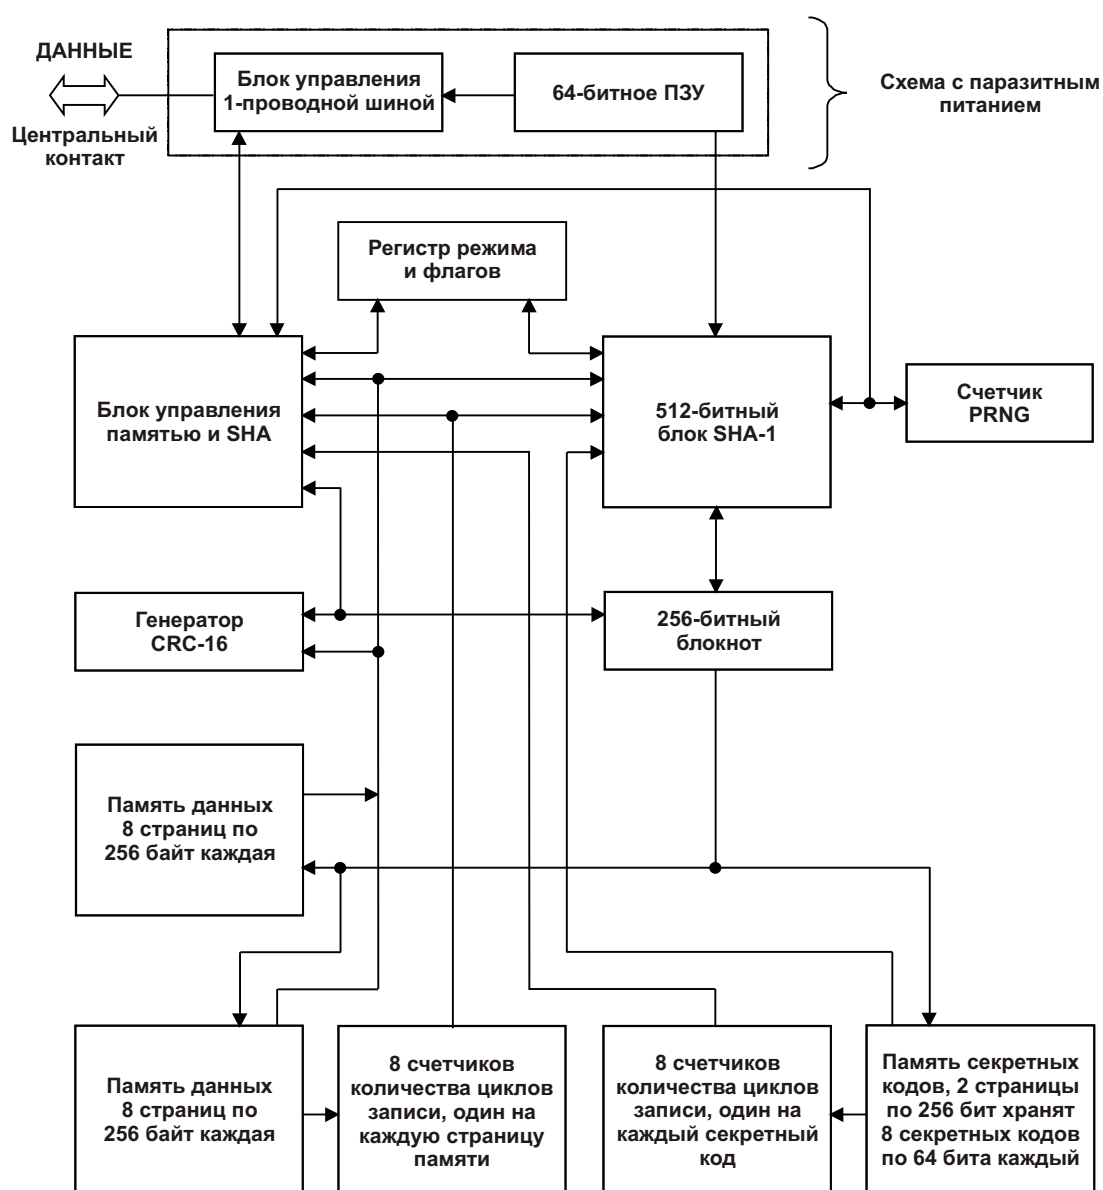 ДАННЫЕ
Центральный
контакт
Блок управления
1-проводной шиной
64-битное ПЗУ
Схема с паразитным
питанием
Регистр режима
и флагов
Блок управления
памятью и SHA
512-битный
блок SHA-1
Счетчик
PRNG
Генератор
CRC-16
256-битный
блокнот
Память данных
8 страниц по
256 байт каждая
Память данных
8 страниц по
256 байт каждая
8 счетчиков
количества циклов
записи, один на
каждую страницу
памяти
8 счетчиков
количества циклов
записи, один на
каждый секретный
код
Память секретных
кодов, 2 страницы
по 256 бит хранят
8 секретных кодов
по 64 бита каждый